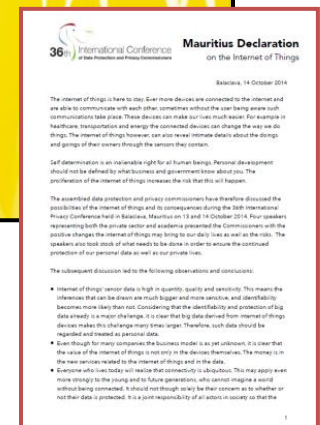 36th International Conference
of Data Protection and Privacy Commissioners
Mauritius Declaration
on the Internet of Things
Balaclava, 14 October 2014
The internet of things is here to stay. Ever more devices are connected to the internet and
are able to communicate with each other, sometimes without the user being aware such
communications take place. These devices can make our lives much easier. For example in
healthcare, transportation and energy the connected devices can change the way we do
things. The internet of things however, can also reveal intimate details about the doings
and goings of their owners through the sensors they contain.
Self determination is an inalienable right for all human beings. Personal development
should not be defined by what business and government know about you. The
proliferation of the internet of things increases the risk that this will happen.
The assembled data protection and privacy commissioners have therefore discussed the
possibilities of the internet of things and its consequences during the 36th International
Privacy Conference held in Balaclava, Mauritius on 13 and 14 October 2014. Four speakers
representing both the private sector and academia presented the Commissioners with the
positive changes the internet of things may bring to our daily lives as well as the risks. The
speakers also took stock of what needs to be done in order to ensure the continued
protection of our personal data as well as our private lives.
The subsequent discussion led to the following observations and conclusions:
• Internet of things' sensor data is high in quantity, quality and sensitivity. This means the
inferences that can be drawn are much bigger and more sensitive, and identifiability
becomes more likely than not. Considering that the identifiability and protection of big
data already is a major challenge, it is clear that big data derived from internet of things
devices makes this challenge many times larger. Therefore, such data should be
regarded and treated as personal data.
• Even though for many companies the business model is as yet unknown, it is clear that
the value of the internet of things is not only in the devices themselves. The money is in
the new services related to the internet of things and in the data.
• Everyone who lives today will realize that connectivity is ubiquitous. This may apply even
more strongly to the young and to future generations, who cannot imagine a world
without being connected. It should not though solely be their concern as to whether or
not their data is protected. It is a joint responsibility of all actors in society so that the
1